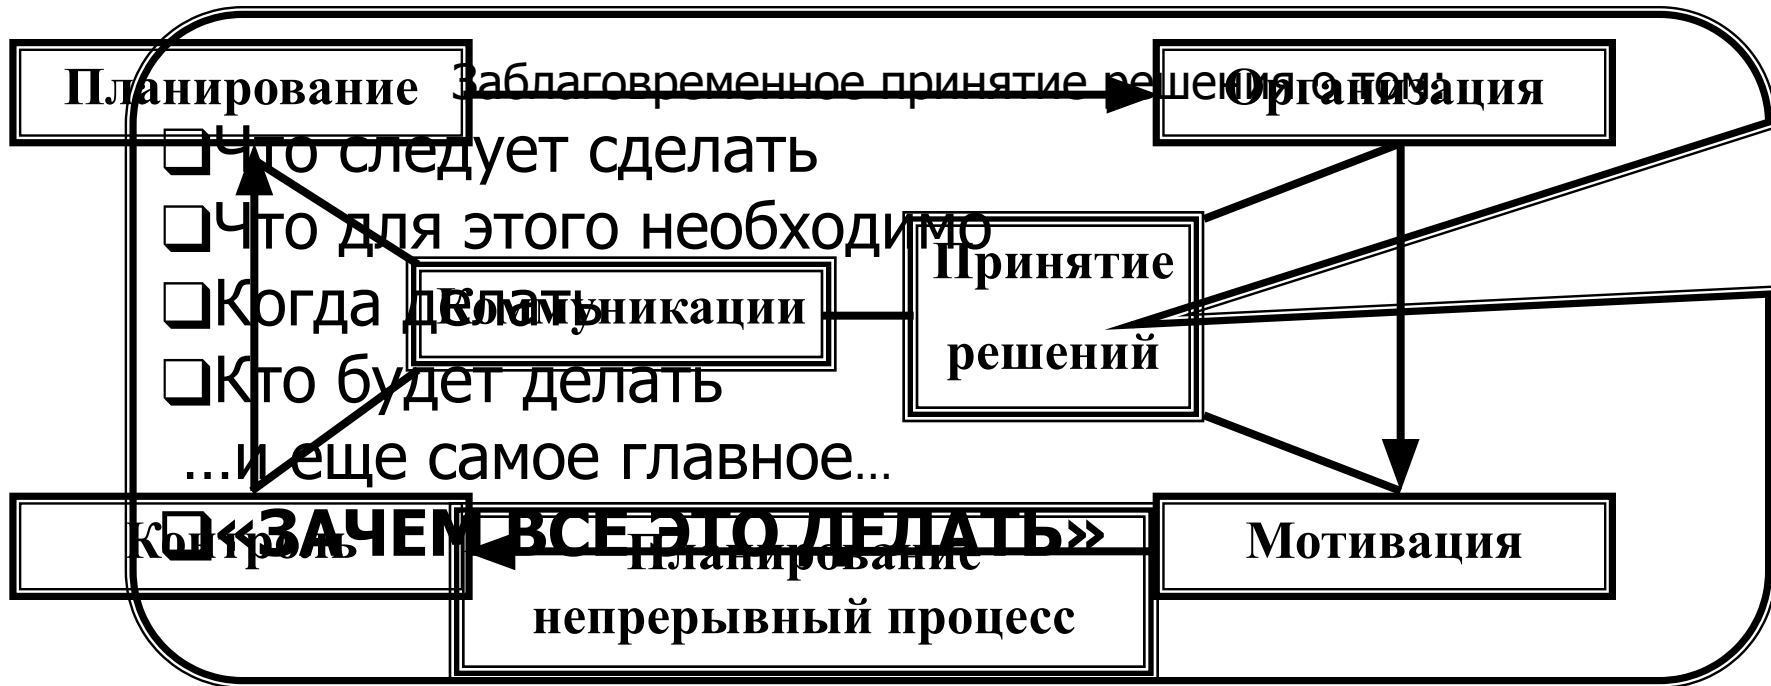 Планирование
Заблаговременное принятие решения о том:
Организация
❑Что следует сделать
❑Что для этого необходимо
Принятие
решений
❑Когда делать
Коммуникации
❑Кто будет делать
...и еще самое главное...
Контроль
❑«ЗАЧЕМ ВСЕ ЭТО ДЕЛАТЬ»
Мотивация
Планирование
непрерывный процесс